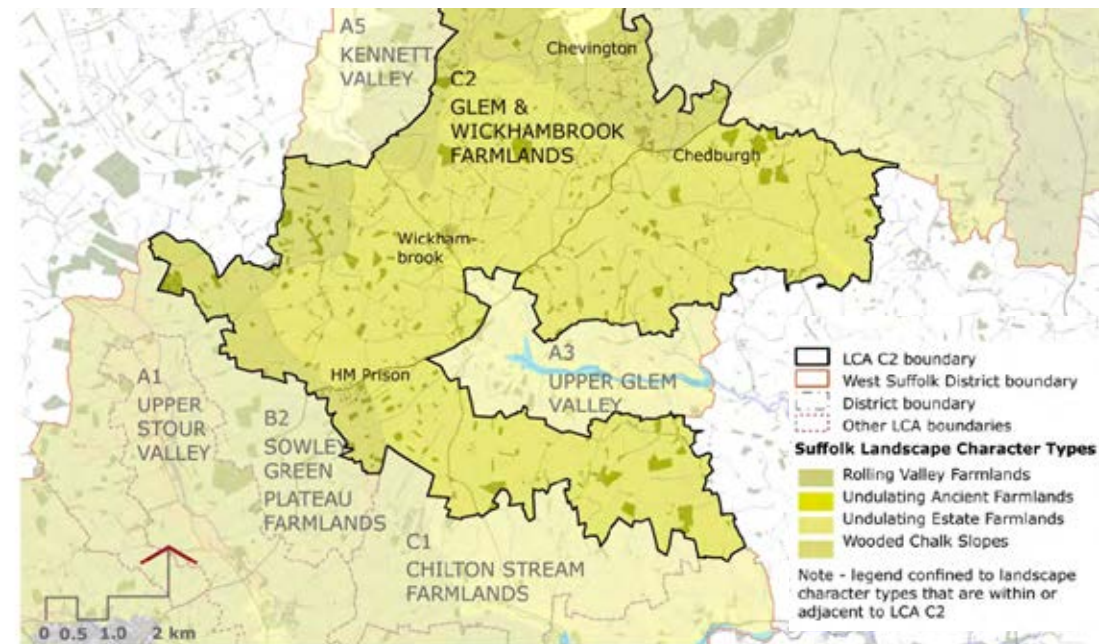 A5
KENNETT
VALLEY
Chevington
C2
GLEM &
WICKHAMBROOK
FARMLANDS
Chedburgh
Wickham-
brook
A3
UPPER GLEM
VALLEY
HM Prison
A1
UPPER
STOUR
VALLEY
B2
SOWLEY
GREEN
PLATEAU
FARMLANDS
C1
CHILTON STREAM
FARMLANDS
0 0.5 1.0 2 km
LCA C2 boundary
West Suffolk District boundary
District boundary
Other LCA boundaries
Suffolk Landscape Character Types
Rolling Valley Farmlands
Undulating Ancient Farmlands
Undulating Estate Farmlands
Wooded Chalk Slopes
Note - legend confined to landscape
character types that are within or
adjacent to LCA C2